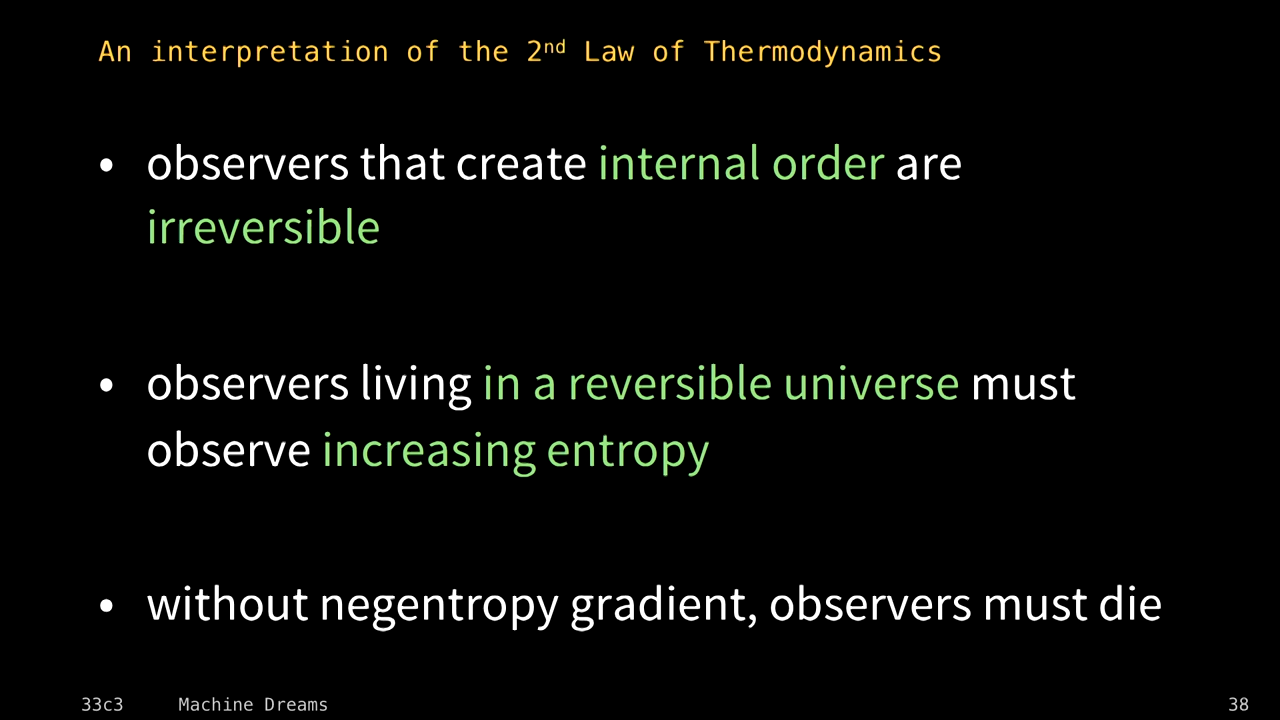 An interpretation of the 2nd Law of Thermodynamics
• observers that create internal order are
irreversible
• observers living in a reversible universe must
observe increasing entropy
• without negentropy gradient, observers must die
33c3 Machine Dreams 38